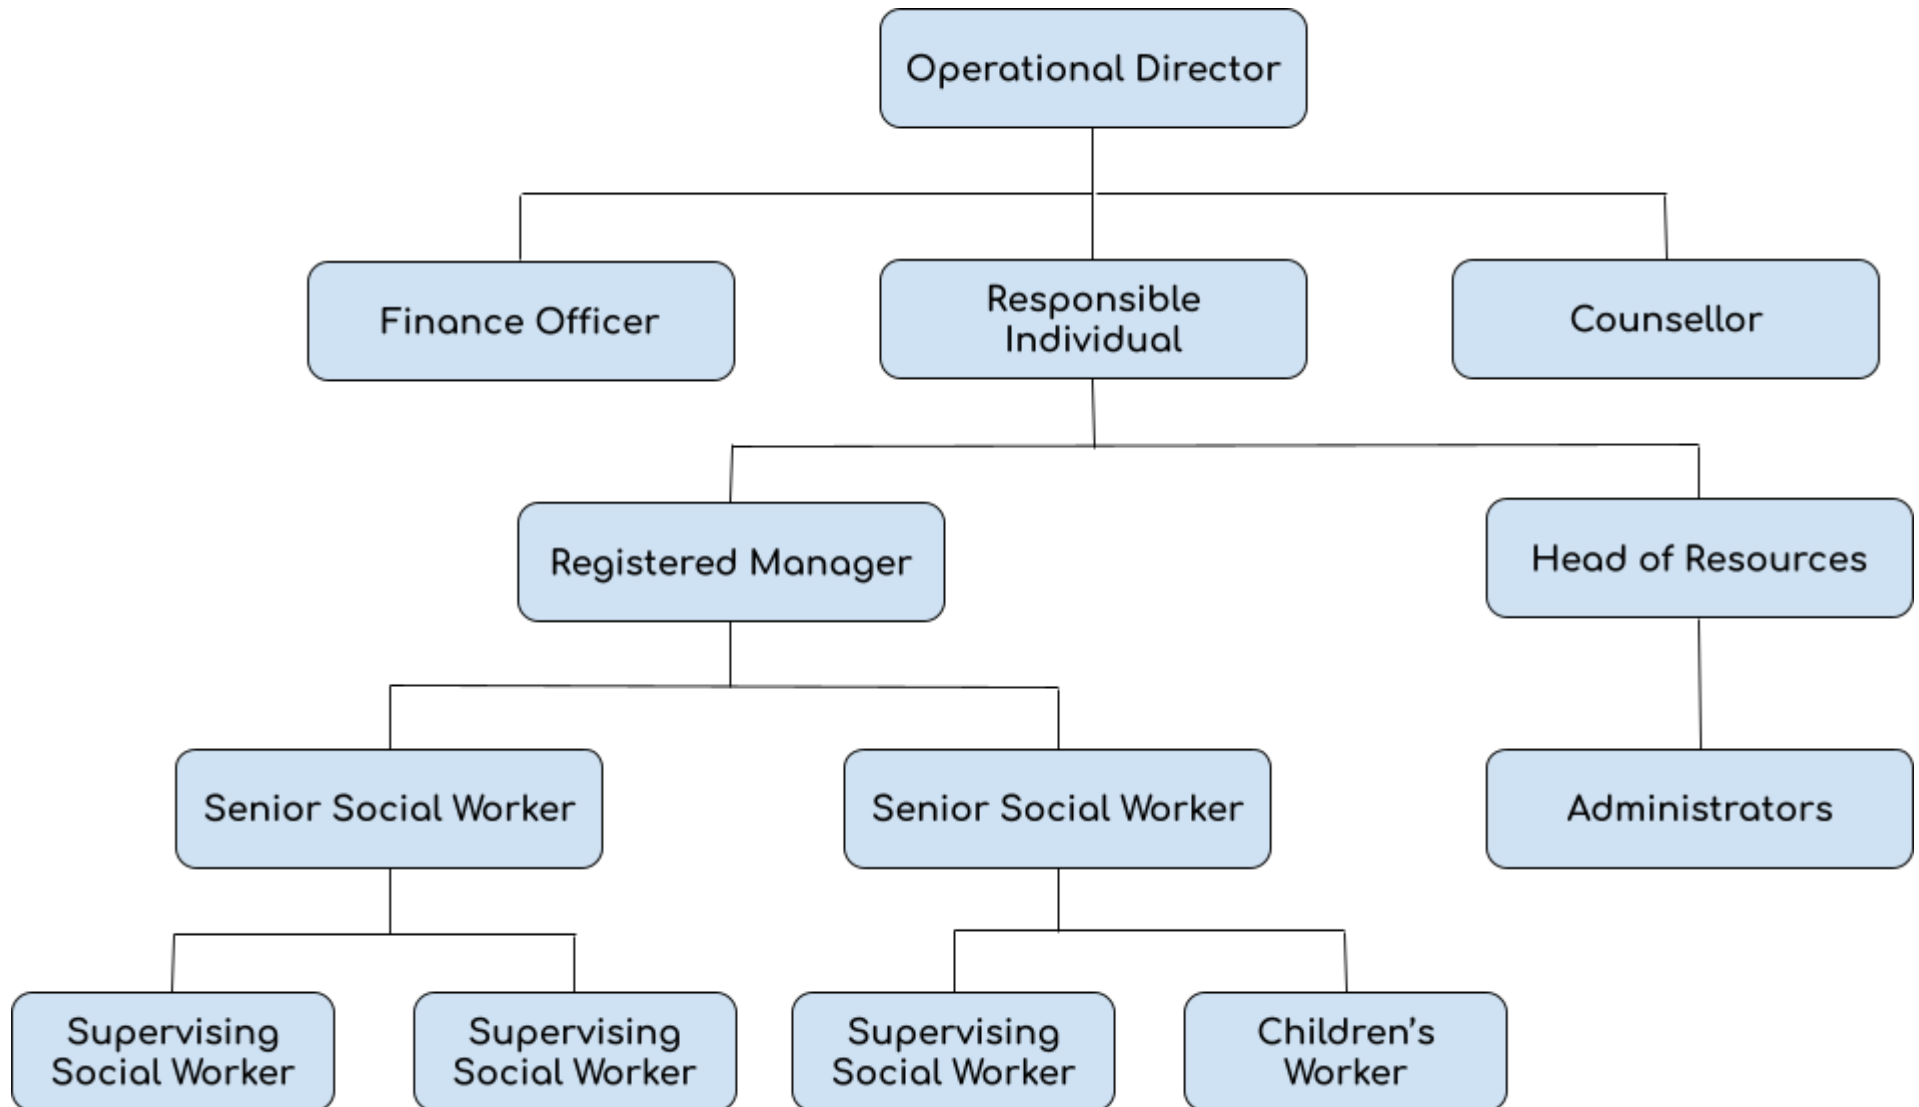 Operational Director
Finance Officer
Responsible
Individual
Counsellor
Registered Manager
Head of Resources
Senior Social Worker
Senior Social Worker
Administrators
Supervising
Social Worker
Supervising
Social Worker
Supervising
Social Worker
Children’s
Worker